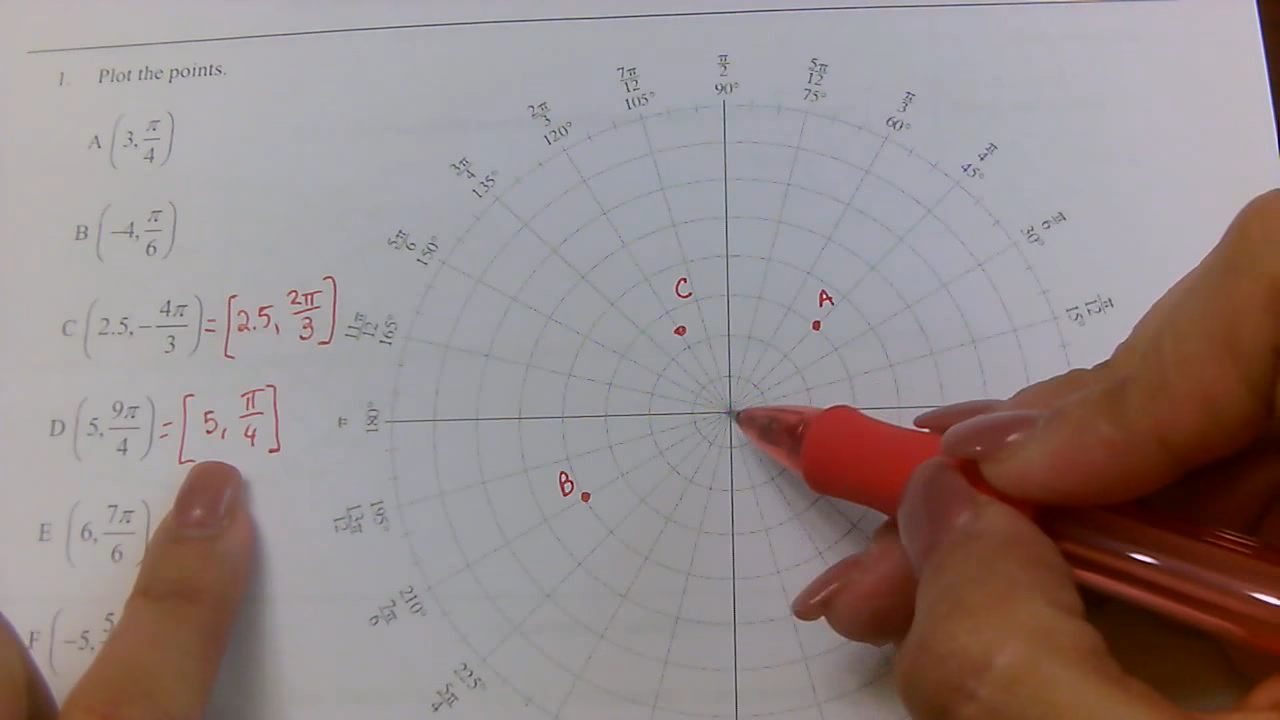 1. Plot the points.
A (3, π/4)
B (−4, π/6)
C (2.5, −4π/3) = [2.5, 2π/3]
D (5, 9π/4) = [5, π/4]
E (6, 7π/6)
F (−5, 5
π/2
90°
5π/12
75°
π/3
60°
π/4
45°
π/6
30°
π/12
15°
7π/12
105°
2π/3
120°
3π/4
135°
5π/6
150°
11π/12
165°
π
180°
13π/12
195°
7π/6
210°
5π/4
225°
C
A
B